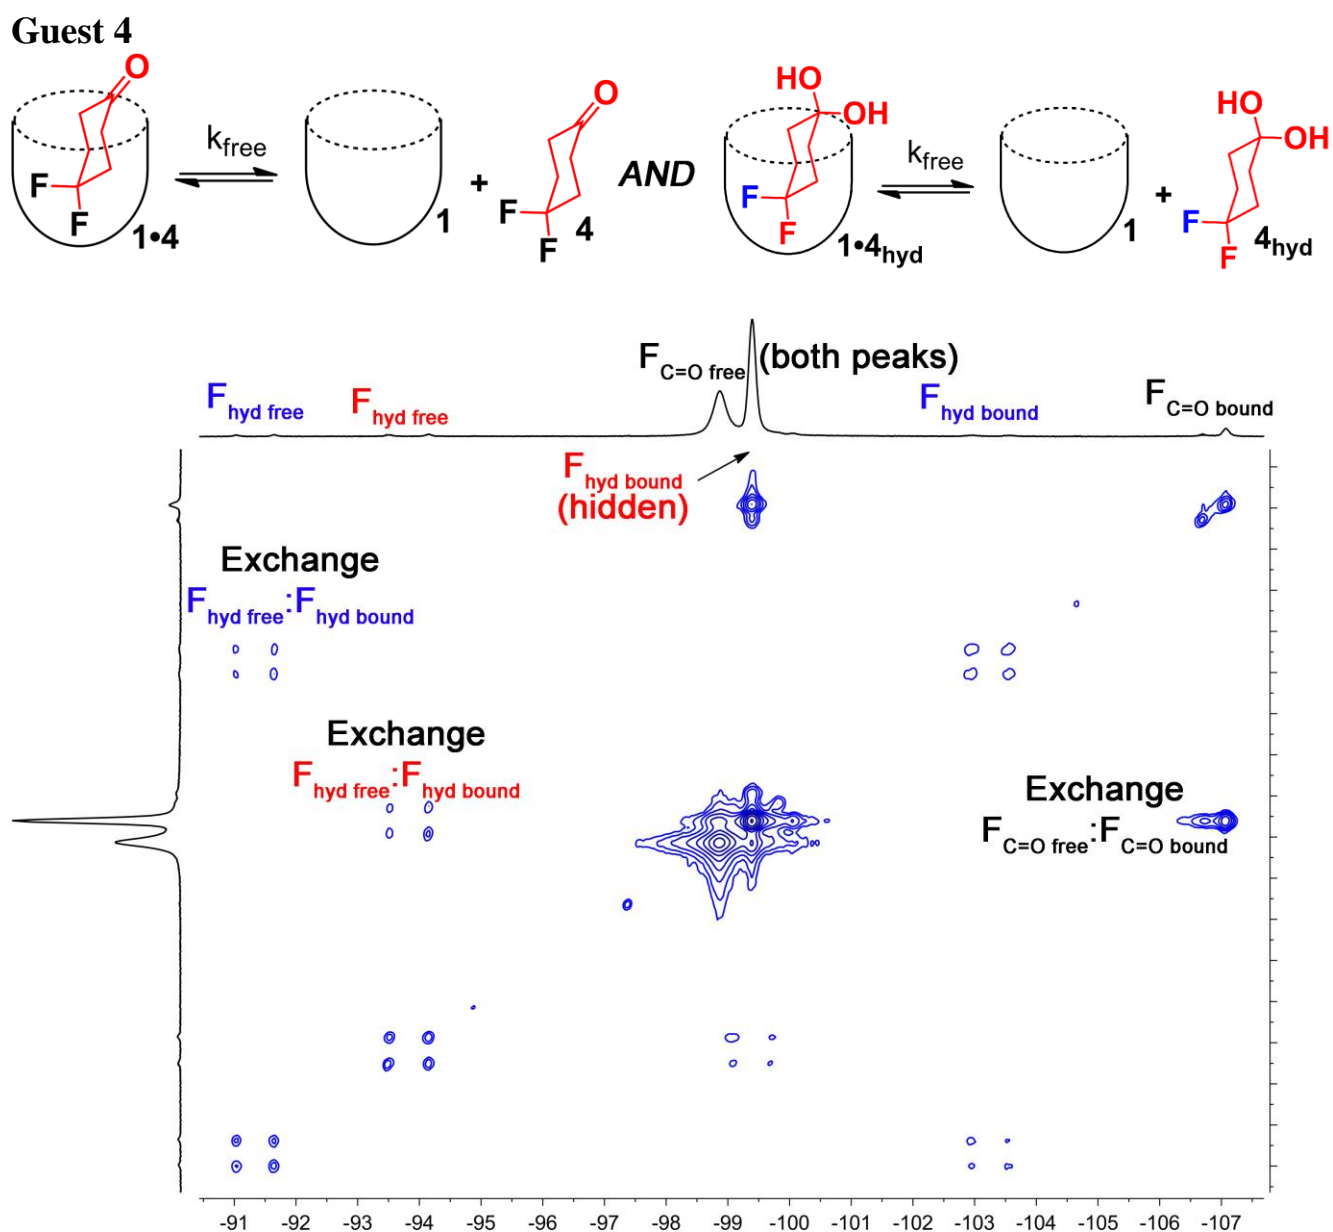 Guest 4
O
F
F
1•4
k_free
1
+
O
F
F
4
AND
HO
OH
F
F
1•4_hyd
k_free
1
+
HO
OH
F
F
4_hyd
F_hyd free
F_hyd free
F_C=O free (both peaks)
F_hyd bound
F_C=O bound
F_hyd bound
(hidden)
Exchange
F_hyd free:F_hyd bound
Exchange
F_hyd free:F_hyd bound
Exchange
F_C=O free:F_C=O bound
-91 -92 -93 -94 -95 -96 -97 -98 -99 -100 -101 -102 -103 -104 -105 -106 -107